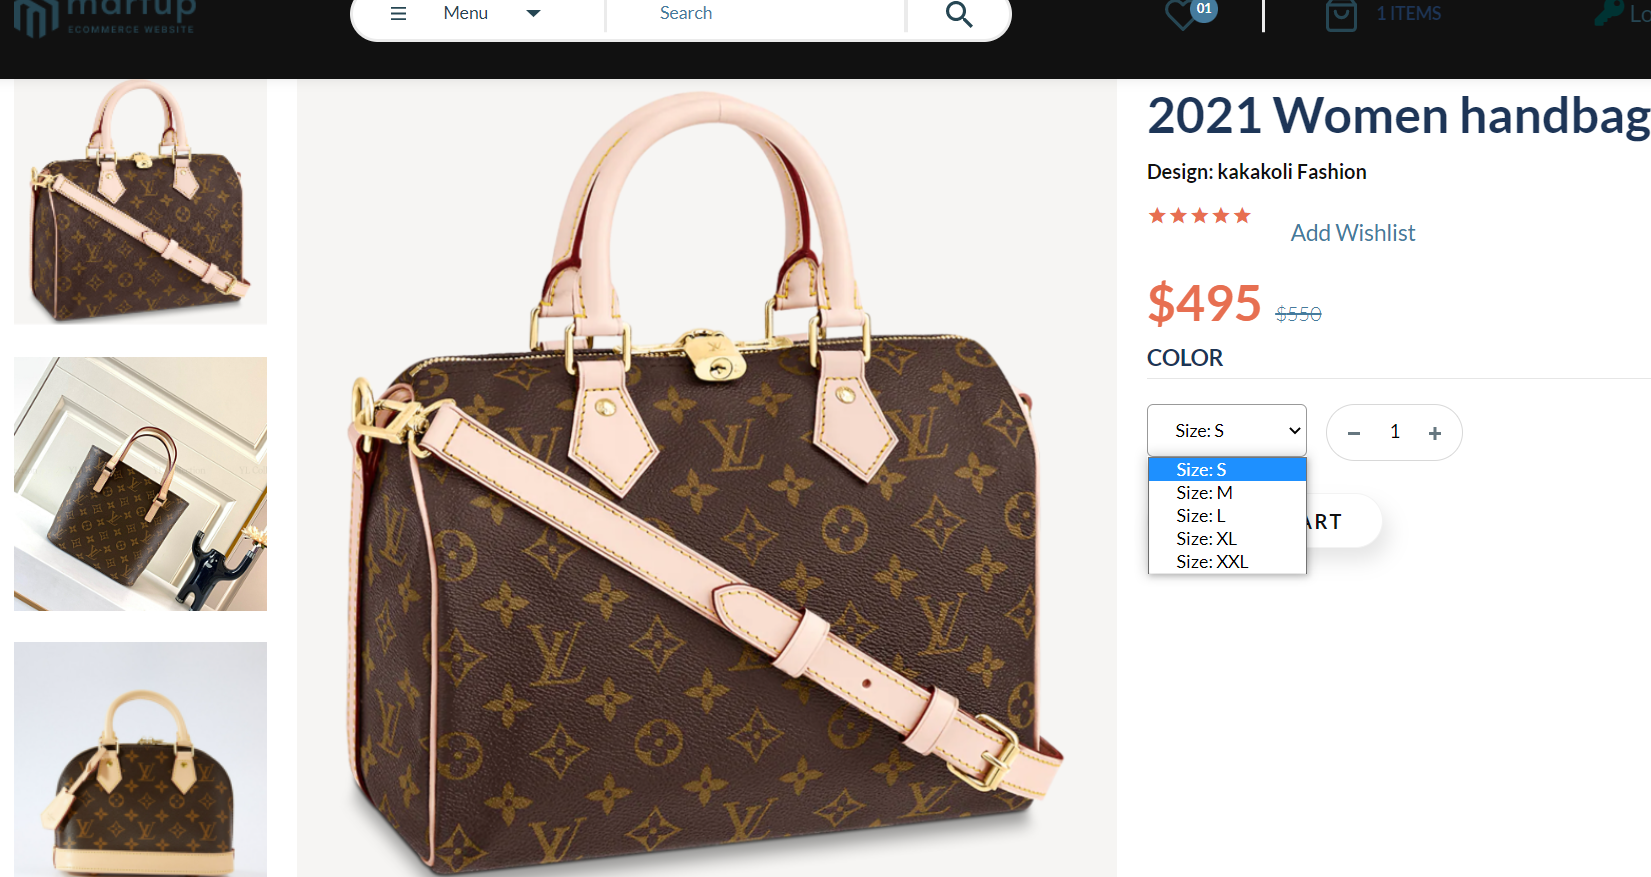 martup
ECOMMERCE WEBSITE
Menu
Search
01
1 ITEMS
Lo
2021 Women handbag
Design: kakakoli Fashion
Add Wishlist
$495 $550
COLOR
Size: S
1
Size: S
Size: M
Size: L
Size: XL
Size: XXL
ART